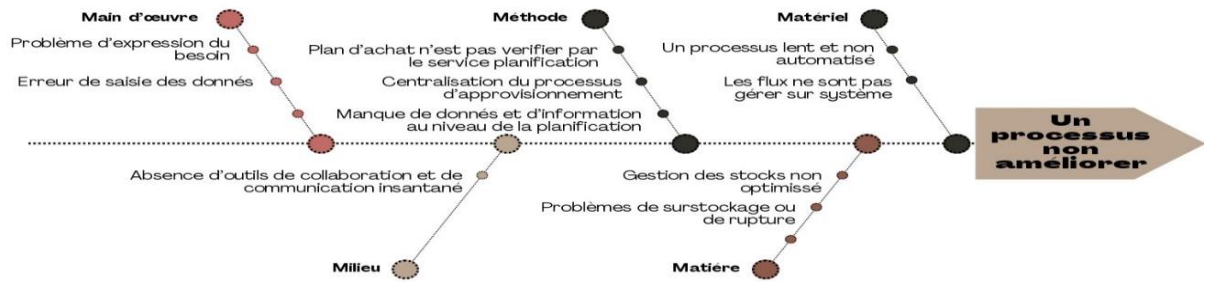 Main d'œuvre
Problème d'expression du
besoin
Erreur de saisie des donnés
Méthode
Plan d'achat n'est pas verifier par
le service planification
Centralisation du processus
d'approvisionnement
Manque de donnés et d'information
au niveau de la planification
Matériel
Un processus lent et non
automatisé
Les flux ne sont pas
gérer sur système
Un
processus
non
améliorer
Absence d'outils de collaboration et de
communication insantané
Milieu
Gestion des stocks non
optimissé
Problèmes de surstockage ou
de rupture
Matiére